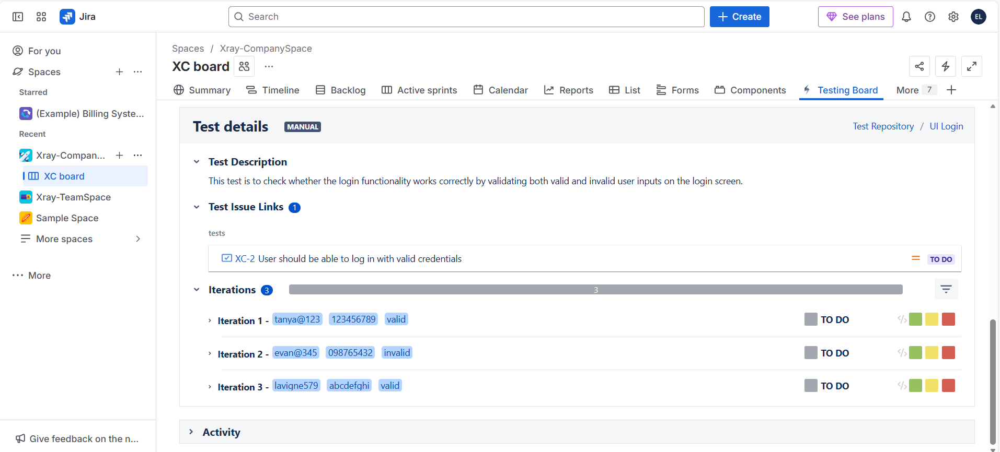 Jira
Search
Create
See plans
EL
For you
Spaces
Starred
(Example) Billing Syste...
Recent
Xray-Compan...
XC board
Xray-TeamSpace
Sample Space
More spaces
More
Give feedback on the n...
Spaces / Xray-CompanySpace
XC board
Summary Timeline Backlog Active sprints Calendar Reports List Forms Components Testing Board More 7
Test details MANUAL Test Repository / UI Login
Test Description
This test is to check whether the login functionality works correctly by validating both valid and invalid user inputs on the login screen.
Test Issue Links 1
tests
XC-2 User should be able to log in with valid credentials TO DO
Iterations 3 3
Iteration 1 - tanya@123 123456789 valid TO DO
Iteration 2 - evan@345 098765432 invalid TO DO
Iteration 3 - lavigne579 abcdefghi valid TO DO
Activity